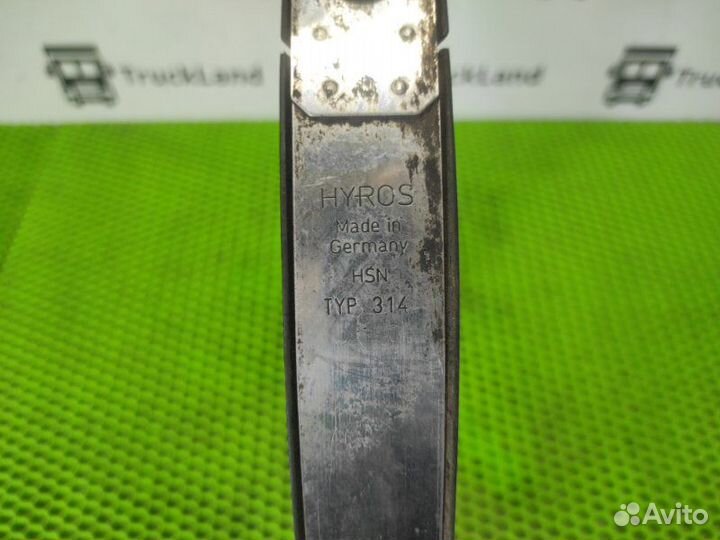 TruckLand
TruckLand
HYROS
Made in
Germany
HSN
TYP 314
Avito